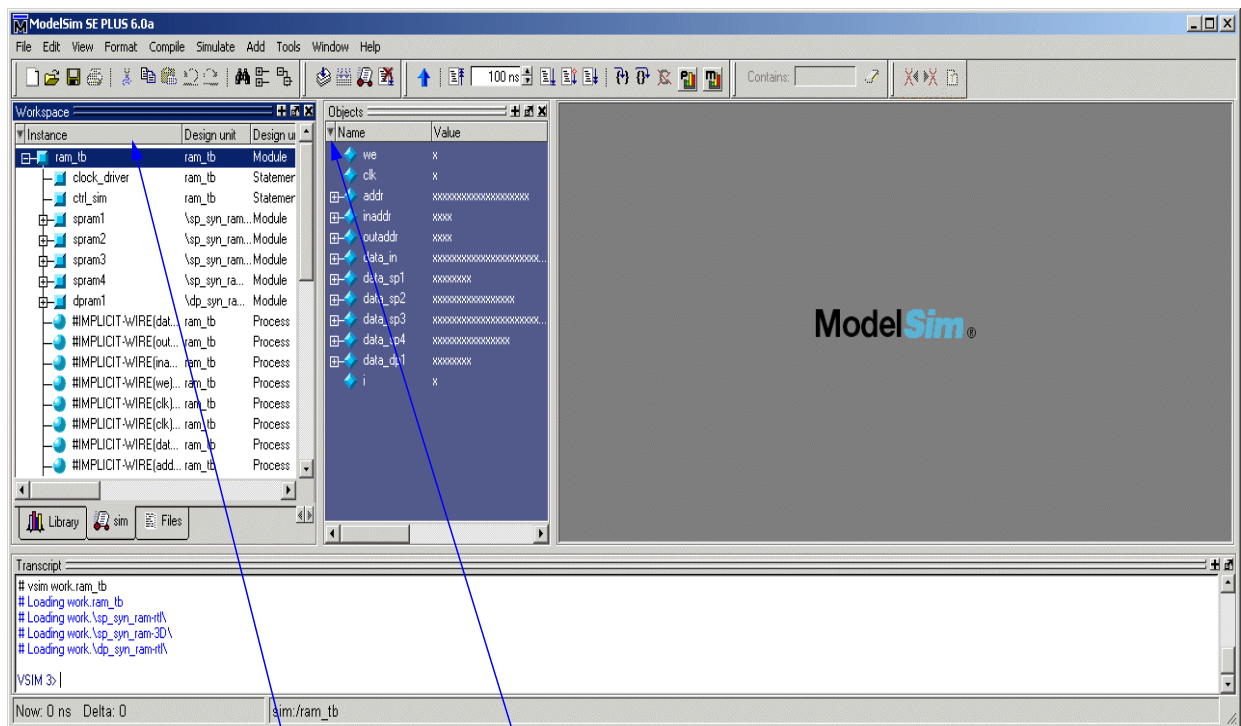 ModelSim SE PLUS 6.0a
File Edit View Format Compile Simulate Add Tools Window Help
100 ns Contains:
Workspace
Instance Design unit Design u
ram_tb ram_tb Module
clock_driver ram_tb Statemer
ctrl_sim ram_tb Statemer
spram1 \sp_syn_ram... Module
spram2 \sp_syn_ram... Module
spram3 \sp_syn_ram... Module
spram4 \sp_syn_ra... Module
dpram1 \dp_syn_ra... Module
#IMPLICIT-WIRE(dat... ram_tb Process
#IMPLICIT-WIRE(out... ram_tb Process
#IMPLICIT-WIRE(ina... ram_tb Process
#IMPLICIT-WIRE(we)... ram_tb Process
#IMPLICIT-WIRE(clk)... ram_tb Process
#IMPLICIT-WIRE(clk)... ram_tb Process
#IMPLICIT-WIRE(dat... ram_tb Process
#IMPLICIT-WIRE(add... ram_tb Process
Library sim Files
Objects
Name Value
we x
clk x
addr xxxxxxxxxxxxxxxxxxxx
inaddr xxxx
outaddr xxxx
data_in xxxxxxxxxxxxxxxxxxxxxx...
data_sp1 xxxxxxxx
data_sp2 xxxxxxxxxxxxxxxxx
data_sp3 xxxxxxxxxxxxxxxxxxxxxx...
data_sp4 xxxxxxxxxxxxxxxx
data_dp1 xxxxxxxx
i x
ModelSim ®
Transcript
# vsim work.ram_tb
# Loading work.ram_tb
# Loading work.\sp_syn_ram-rtl\
# Loading work.\sp_syn_ram-3D\
# Loading work.\dp_syn_ram-rtl\
VSIM 3>
Now: 0 ns Delta: 0 sim:/ram_tb